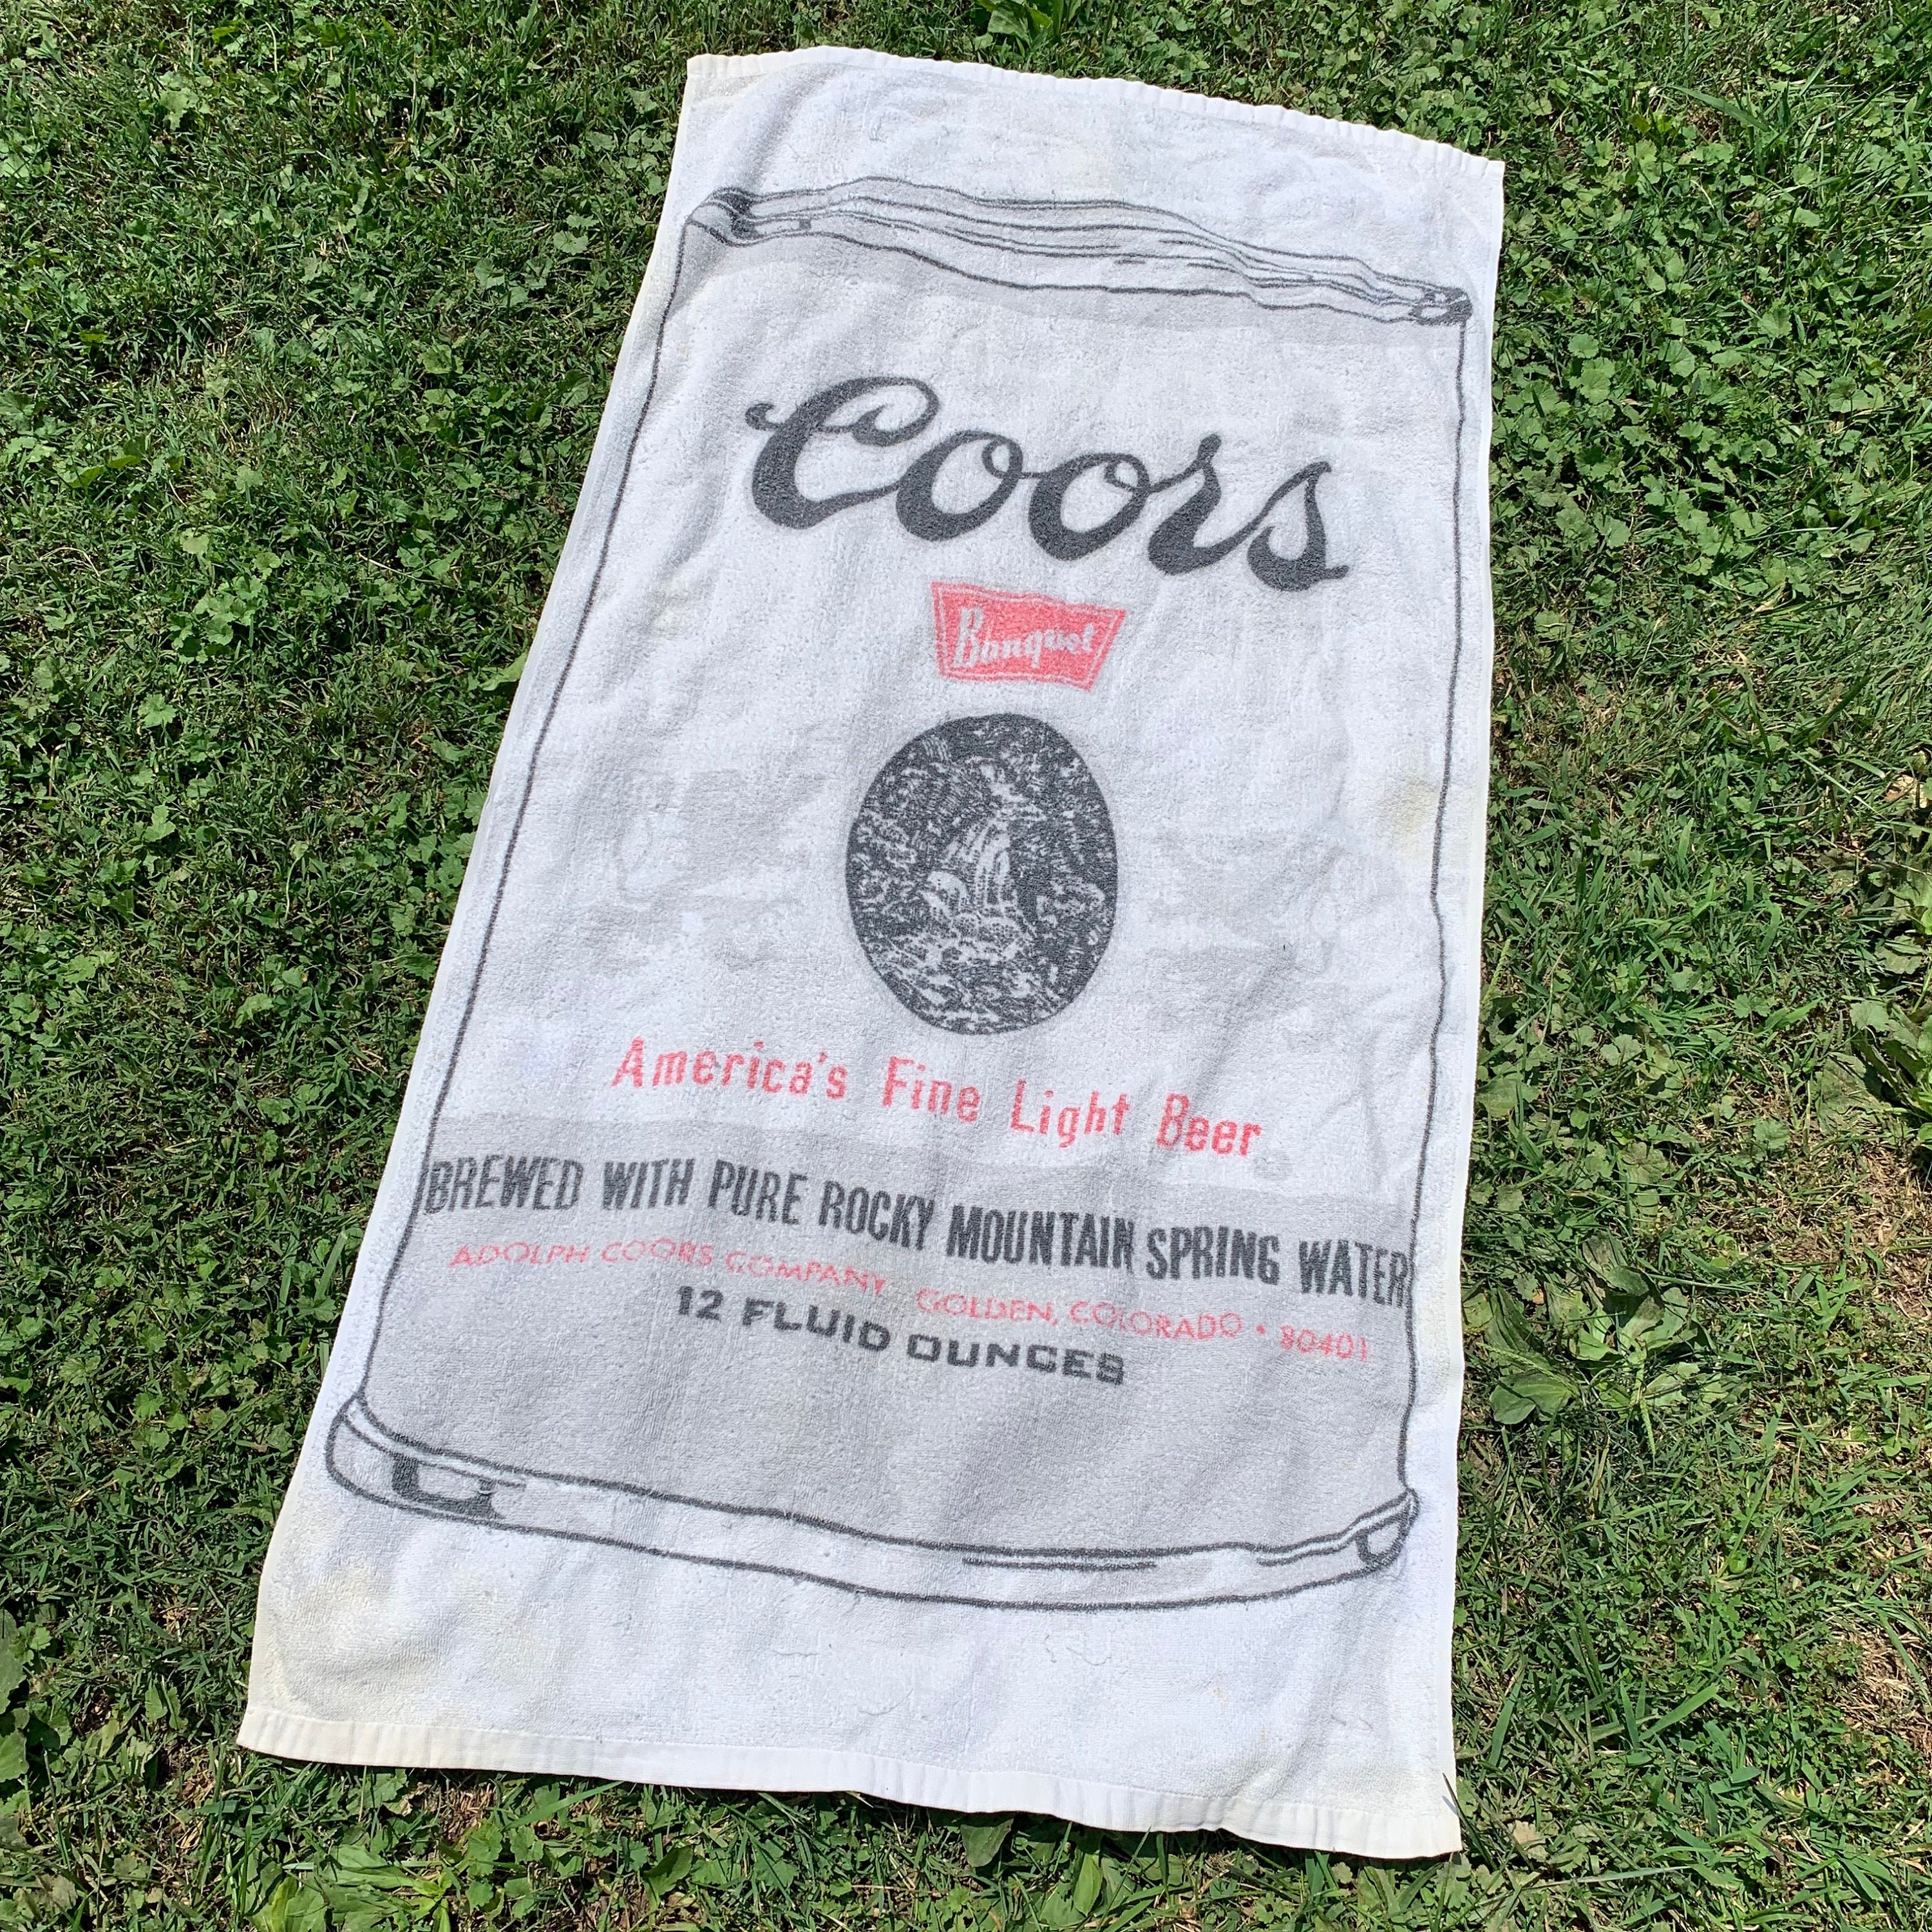 Coors
Banquet
America's Fine Light Beer
BREWED WITH PURE ROCKY MOUNTAIN SPRING WATER
ADOLPH COORS COMPANY GOLDEN, COLORADO • 80401
12 FLUID OUNCES